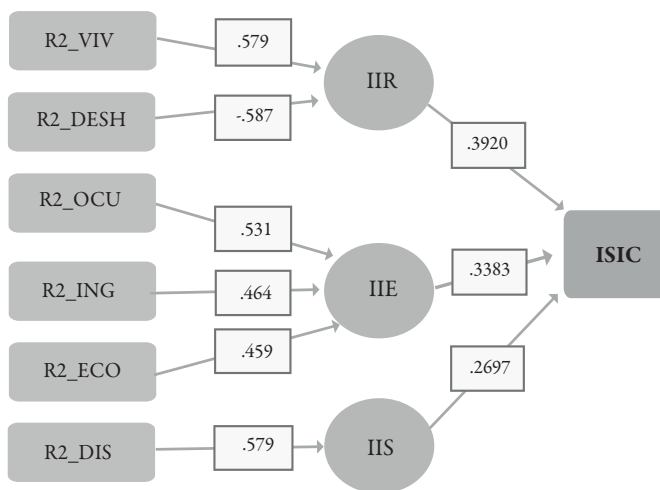 R2_VIV
.579
IIR
R2_DESH
-.587
.3920
R2_OCU
.531
ISIC
R2_ING
.464
IIE
.3383
R2_ECO
.459
.2697
R2_DIS
.579
IIS